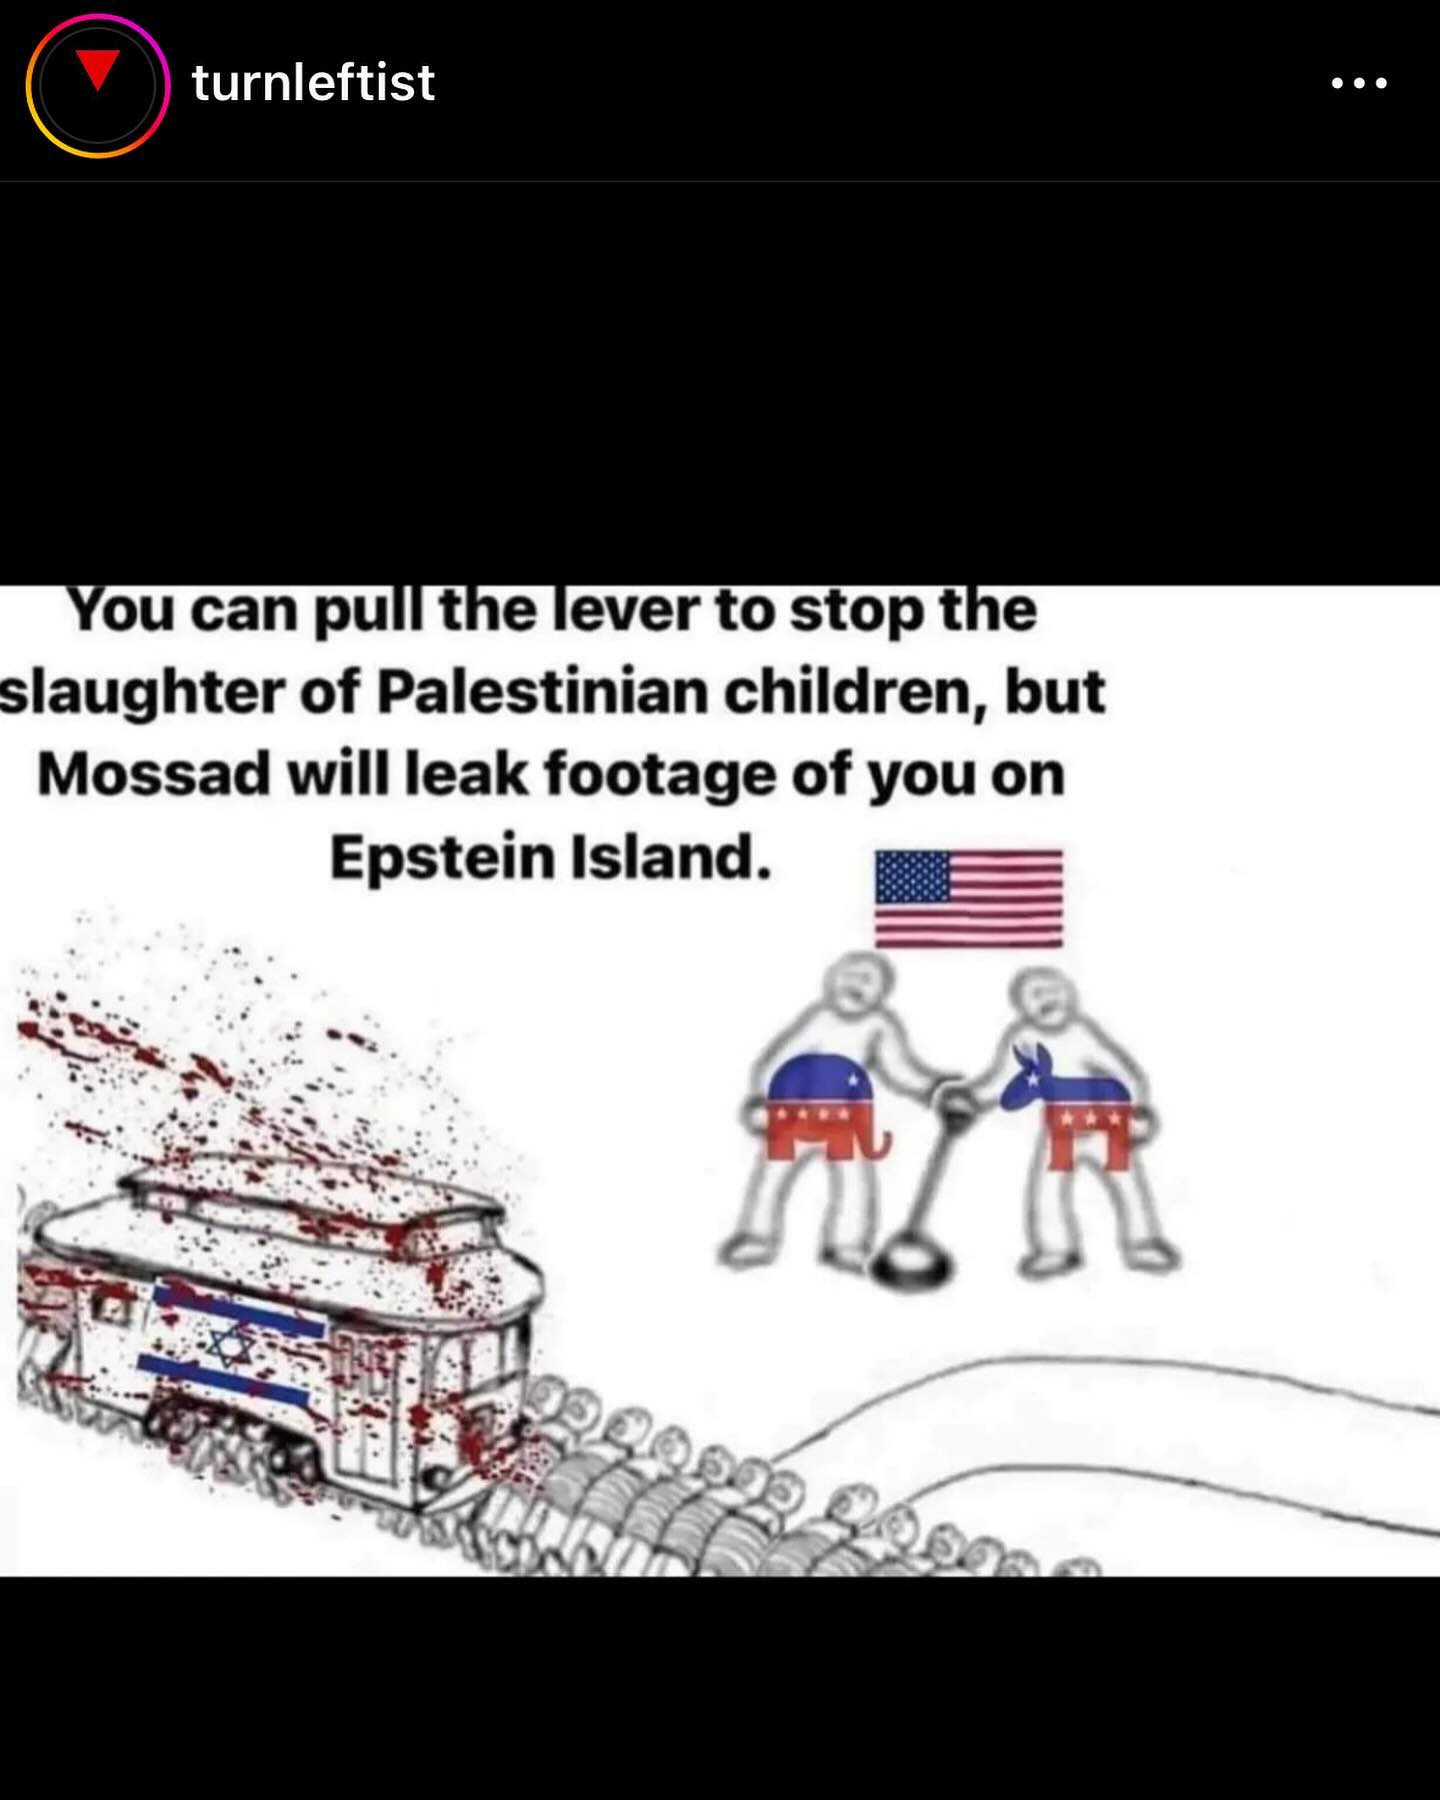 turnleftist
You can pull the lever to stop the
slaughter of Palestinian children, but
Mossad will leak footage of you on
Epstein Island.